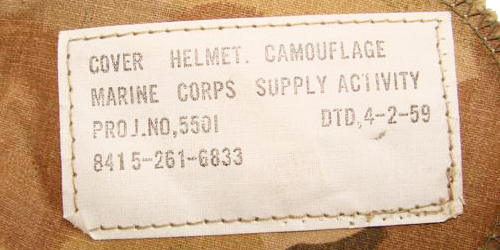 COVER HELMET. CAMOUFLAGE
MARINE CORPS SUPPLY ACTIVITY
PROJ.NO,5501 DTD,4-2-59
8415-261-6833